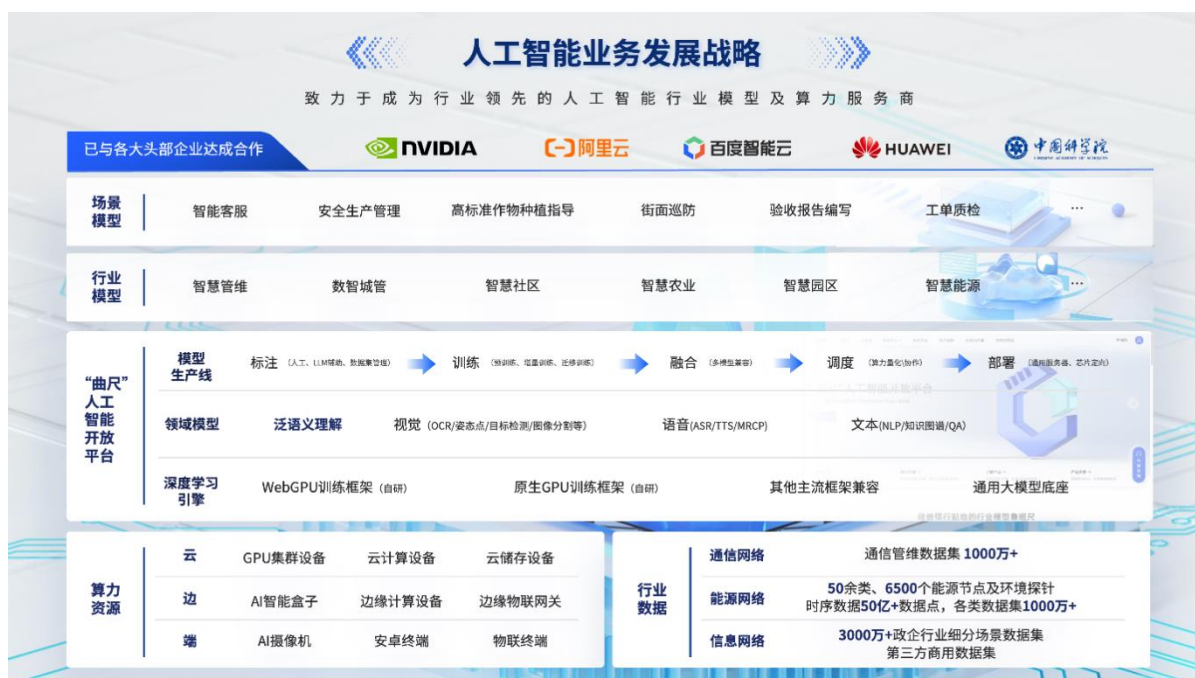 人工智能业务发展战略
致力于成为行业领先的人工智能行业模型及算力服务商
已与各大头部企业达成合作 NVIDIA 阿里云 百度智能云 HUAWEI 中国科学院
CHINESE ACADEMY OF SCIENCES
场景模型 智能客服 安全生产管理 高标准作物种植指导 街面巡防 验收报告编写 工单质检 ...
行业模型 智慧管维 数智城管 智慧社区 智慧农业 智慧园区 智慧能源 ...
“曲尺”人工智能开放平台
模型生产线 标注（人工、LLM辅助、数据集管理） 训练（预训练、增量训练、迁移训练） 融合（多模型兼容） 调度（算力量化\协作） 部署（通用服务器、芯片定向）
领域模型 泛语义理解 视觉（OCR/姿态点/目标检测/图像分割等） 语音(ASR/TTS/MRCP) 文本(NLP/知识图谱/QA)
深度学习引擎 WebGPU训练框架（自研） 原生GPU训练框架（自研） 其他主流框架兼容 通用大模型底座
算力资源
云 GPU集群设备 云计算设备 云储存设备
边 AI智能盒子 边缘计算设备 边缘物联网关
端 AI摄像机 安卓终端 物联终端
行业数据
通信网络 通信管维数据集 1000万+
能源网络 50余类、6500个能源节点及环境探针
时序数据50亿+数据点，各类数据集1000万+
信息网络 3000万+政企行业细分场景数据集
第三方商用数据集